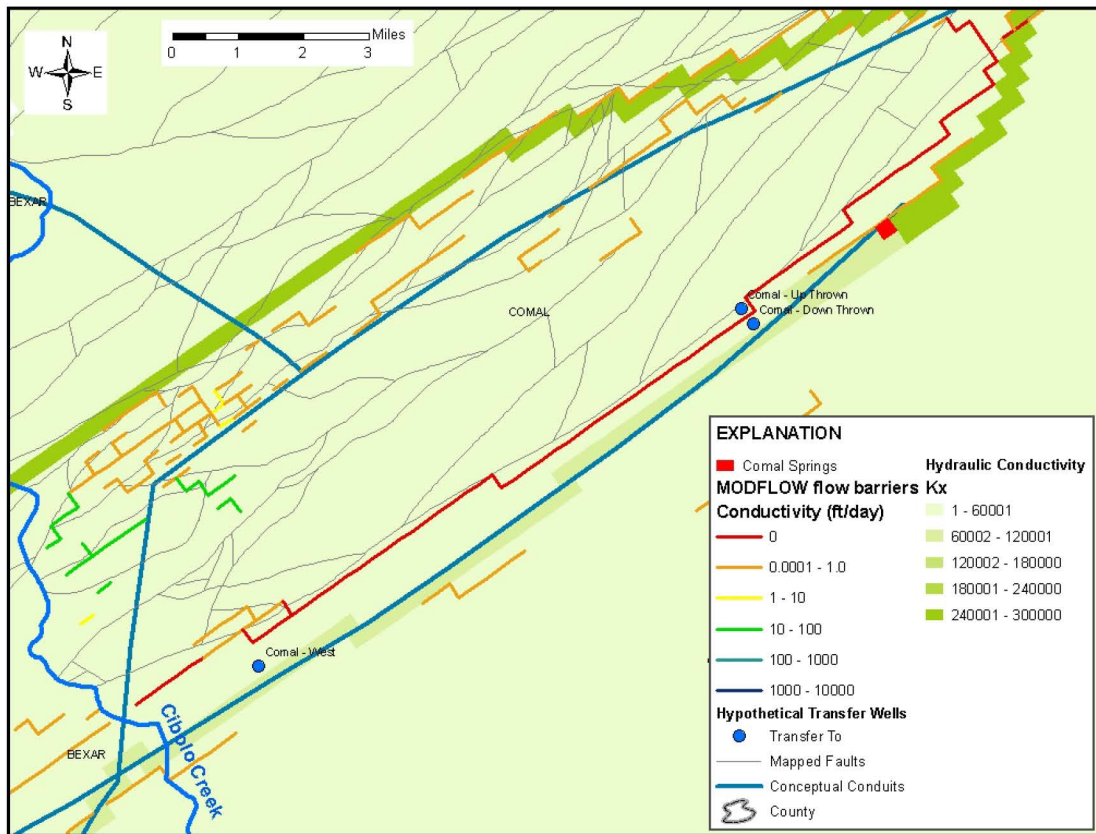 N
W E
S
Miles
0 1 2 3
BEXAR
COMAL
Comal - Up Thrown
Comal - Down Thrown
Comal - West
Cibolo Creek
BEXAR
EXPLANATION
Comal Springs
MODFLOW flow barriers
Conductivity (ft/day)
0
0.0001 - 1.0
1 - 10
10 - 100
100 - 1000
1000 - 10000
Hypothetical Transfer Wells
Transfer To
Mapped Faults
Conceptual Conduits
County
Hydraulic Conductivity
Kx
1 - 60001
60002 - 120001
120002 - 180000
180001 - 240000
240001 - 300000